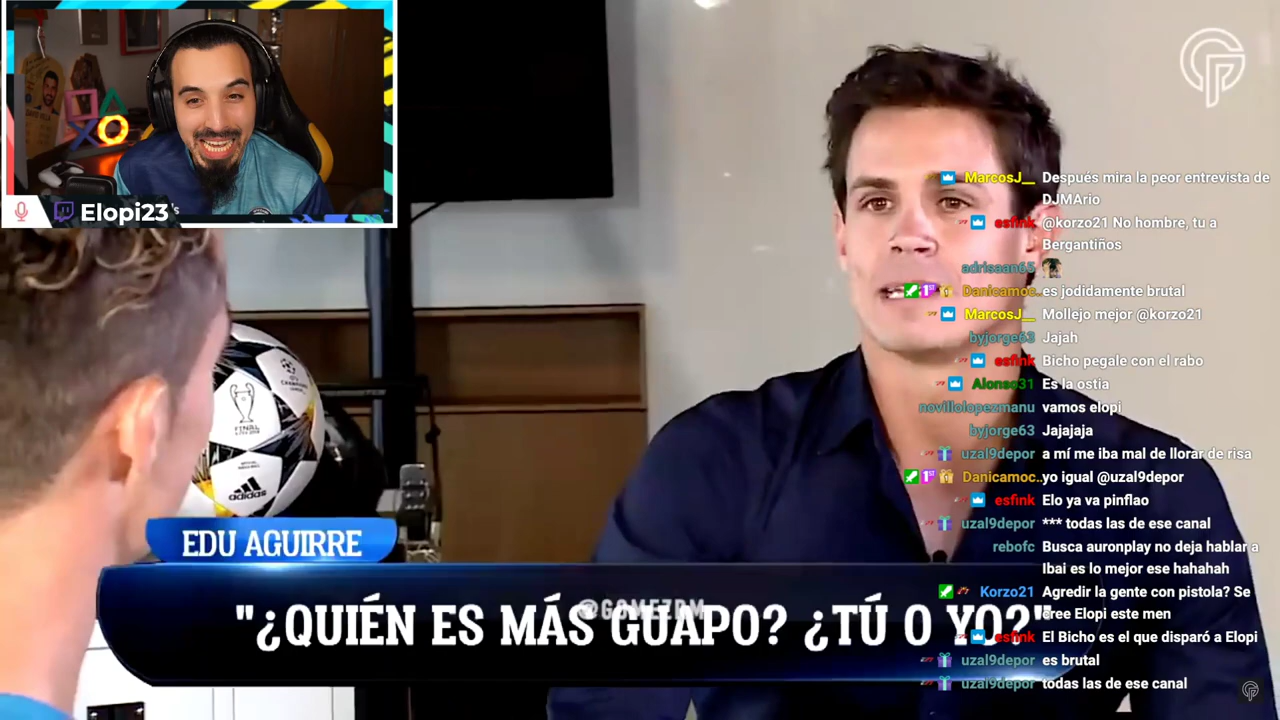 Elopi23's
MarcosJ__ Después mira la peor entrevista de
DJMArio
esfink @korzo21 No hombre, tu a
Bergantiños
adrisaan65
Danicamoc.. es jodidamente brutal
MarcosJ__ Mollejo mejor @korzo21
byjorge63 Jajah
esfink Bicho pegale con el rabo
Alonso31 Es la ostia
novillolopezmanu vamos elopi
byjorge63 Jajajaja
uzal9depor a mí me iba mal de llorar de risa
Danicamoc.. yo igual @uzal9depor
esfink Elo ya va pinflao
uzal9depor *** todas las de ese canal
rebofc Busca auronplay no deja hablar a
Ibai es lo mejor ese hahahah
Korzo21 Agredir la gente con pistola? Se
cree Elopi este men
esfink El Bicho es el que disparó a Elopi
uzal9depor es brutal
uzal9depor todas las de ese canal
CHAMPIONS
FINAL
adidas
EDU AGUIRRE
@GOMEZRM
"¿QUIÉN ES MÁS GUAPO? ¿TÚ O YO?"